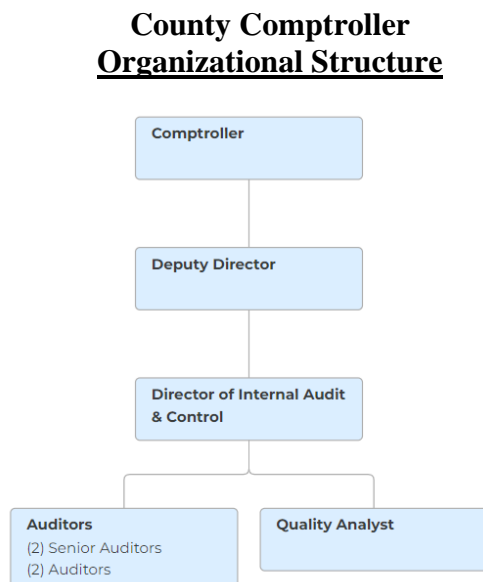 County Comptroller
Organizational Structure
Comptroller
Deputy Director
Director of Internal Audit
& Control
Auditors
(2) Senior Auditors
(2) Auditors
Quality Analyst